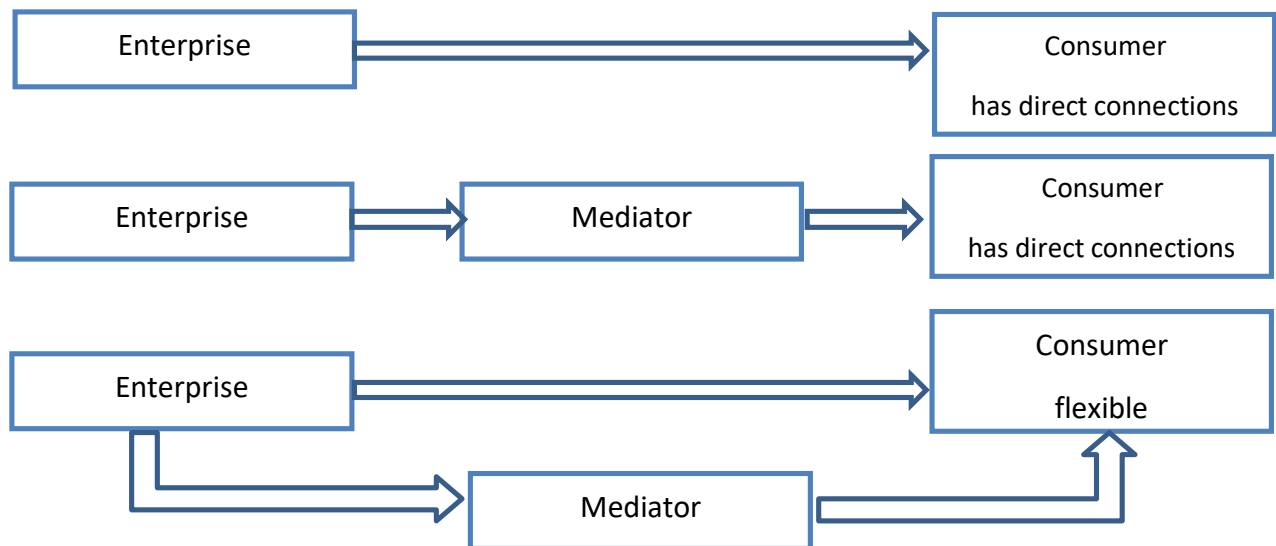 Enterprise
Consumer
has direct connections
Enterprise
Mediator
Consumer
has direct connections
Enterprise
Consumer
flexible
Mediator